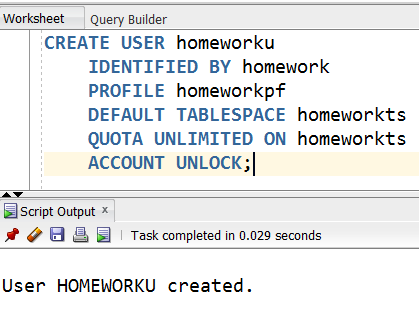 Worksheet Query Builder
CREATE USER homeworku
IDENTIFIED BY homework
PROFILE homeworkpf
DEFAULT TABLESPACE homeworkts
QUOTA UNLIMITED ON homeworkts
ACCOUNT UNLOCK;
Script Output x
Task completed in 0.029 seconds
User HOMEWORKU created.